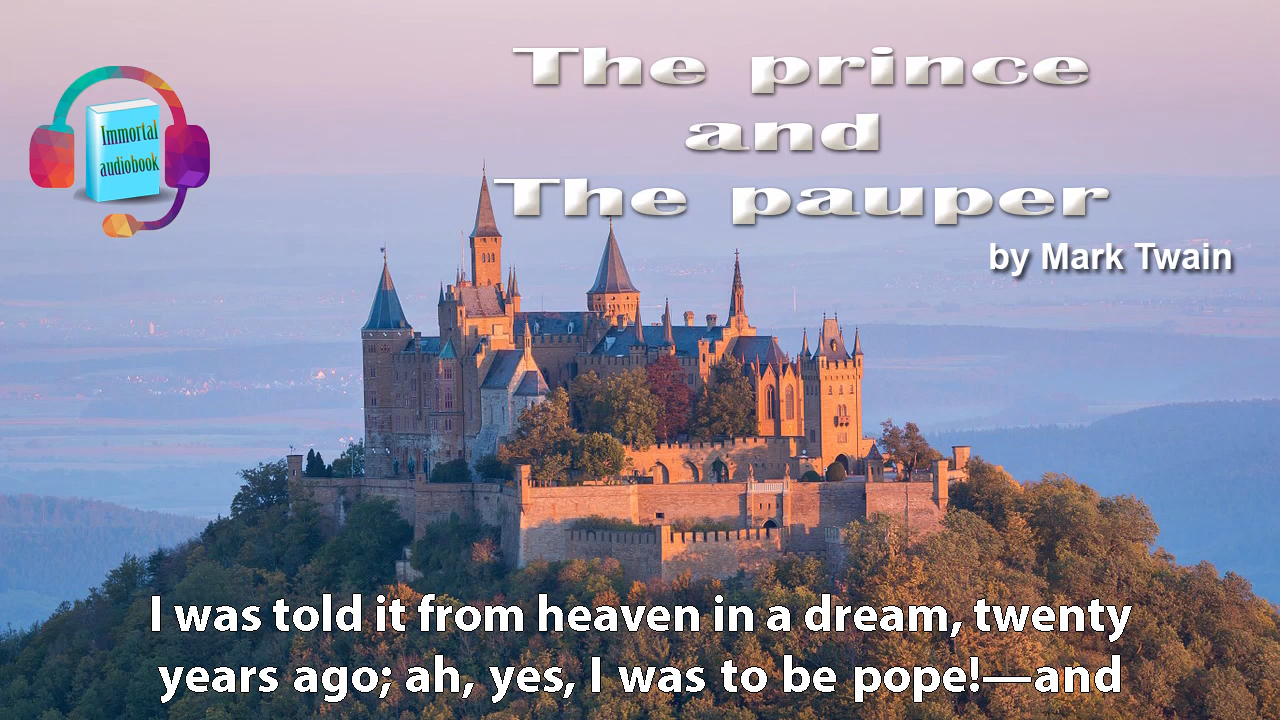 Immortal
audiobook
The prince
and
The pauper
by Mark Twain
I was told it from heaven in a dream, twenty
years ago; ah, yes, I was to be pope!—and